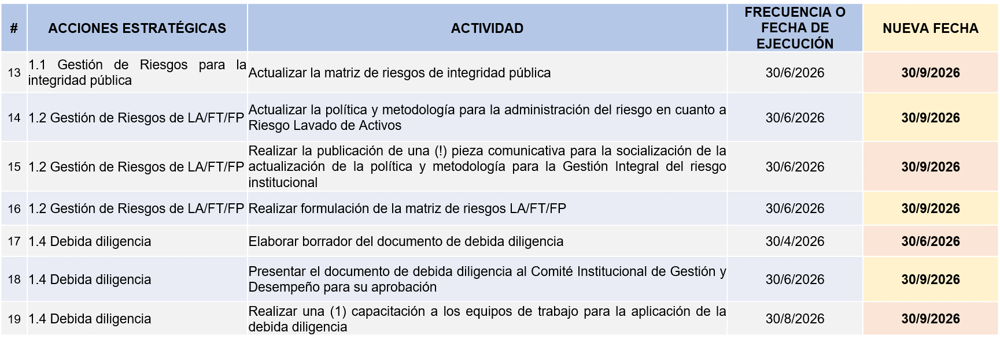 # ACCIONES ESTRATÉGICAS ACTIVIDAD FRECUENCIA O FECHA DE EJECUCIÓN NUEVA FECHA
13 1.1 Gestión de Riesgos para la integridad pública Actualizar la matriz de riesgos de integridad pública 30/6/2026 30/9/2026
14 1.2 Gestión de Riesgos de LA/FT/FP Actualizar la política y metodología para la administración del riesgo en cuanto a Riesgo Lavado de Activos 30/6/2026 30/9/2026
15 1.2 Gestión de Riesgos de LA/FT/FP Realizar la publicación de una (!) pieza comunicativa para la socialización de la actualización de la política y metodología para la Gestión Integral del riesgo institucional 30/6/2026 30/9/2026
16 1.2 Gestión de Riesgos de LA/FT/FP Realizar formulación de la matriz de riesgos LA/FT/FP 30/6/2026 30/9/2026
17 1.4 Debida diligencia Elaborar borrador del documento de debida diligencia 30/4/2026 30/6/2026
18 1.4 Debida diligencia Presentar el documento de debida diligencia al Comité Institucional de Gestión y Desempeño para su aprobación 30/6/2026 30/9/2026
19 1.4 Debida diligencia Realizar una (1) capacitación a los equipos de trabajo para la aplicación de la debida diligencia 30/8/2026 30/9/2026